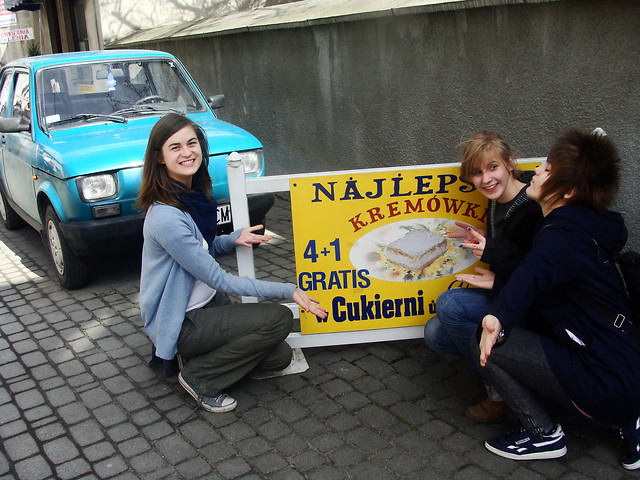 NAJLEPS
KREMÓWKI
4+1
GRATIS
w Cukierni